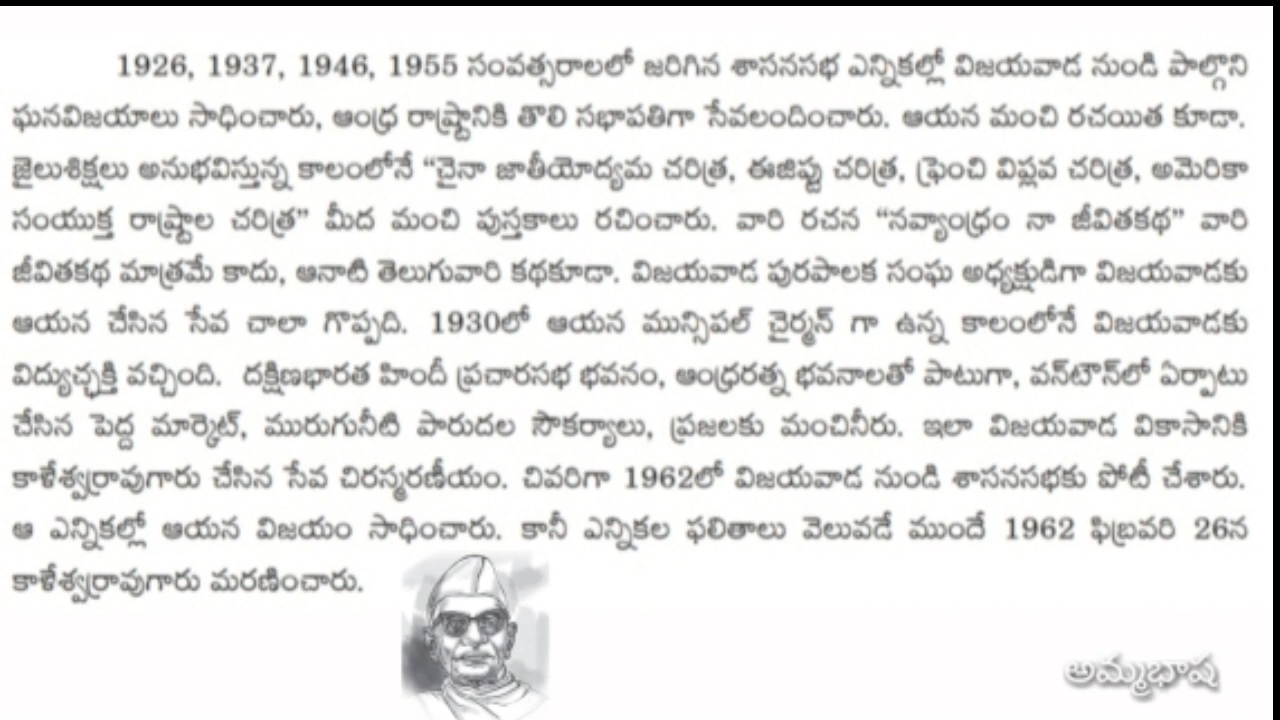 1926, 1937, 1946, 1955 సంవత్సరాలలో జరిగిన శాసనసభ ఎన్నికల్లో విజయవాడ నుండి పాల్గొని
ఘనవిజయాలు సాధించారు, ఆంధ్ర రాష్ట్రానికి తొలి సభాపతిగా సేవలందించారు. ఆయన మంచి రచయిత కూడా.
జైలుశిక్షలు అనుభవిస్తున్న కాలంలోనే “చైనా జాతీయోద్యమ చరిత్ర, ఈజిప్టు చరిత్ర, ఫ్రెంచి విప్లవ చరిత్ర, అమెరికా
సంయుక్త రాష్ట్రాల చరిత్ర” మీద మంచి పుస్తకాలు రచించారు. వారి రచన “నవ్యాంధ్రం నా జీవితకథ” వారి
జీవితకథ మాత్రమే కాదు, ఆనాటి తెలుగువారి కథకూడా. విజయవాడ పురపాలక సంఘ అధ్యక్షుడిగా విజయవాడకు
ఆయన చేసిన సేవ చాలా గొప్పది. 1930లో ఆయన మున్సిపల్ చైర్మన్ గా ఉన్న కాలంలోనే విజయవాడకు
విద్యుచ్ఛక్తి వచ్చింది. దక్షిణభారత హిందీ ప్రచారసభ భవనం, ఆంధ్రరత్న భవనాలతో పాటుగా, వన్‌టౌన్‌లో ఏర్పాటు
చేసిన పెద్ద మార్కెట్, మురుగునీటి పారుదల సౌకర్యాలు, ప్రజలకు మంచినీరు. ఇలా విజయవాడ వికాసానికి
కాళేశ్వర్రావుగారు చేసిన సేవ చిరస్మరణీయం. చివరిగా 1962లో విజయవాడ నుండి శాసనసభకు పోటీ చేశారు.
ఆ ఎన్నికల్లో ఆయన విజయం సాధించారు. కానీ ఎన్నికల ఫలితాలు వెలువడే ముందే 1962 ఫిబ్రవరి 26న
కాళేశ్వర్రావుగారు మరణించారు.
అమ్మభాష